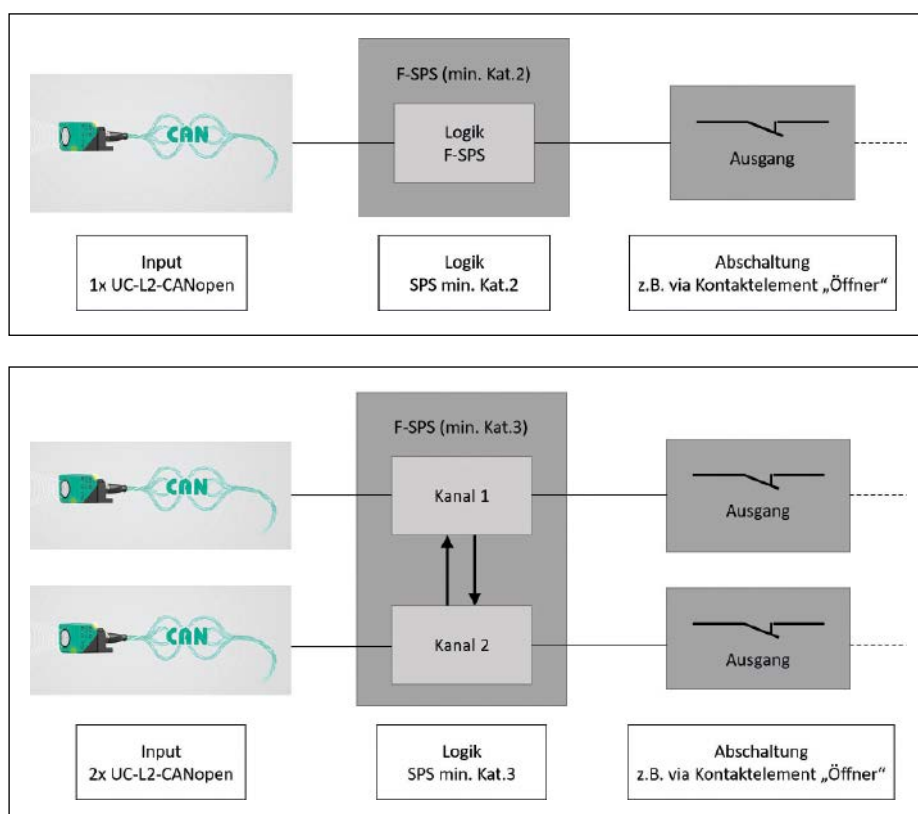 F-SPS (min. Kat.2)
CAN
Logik
F-SPS
Ausgang
Input
1x UC-L2-CANopen
Logik
SPS min. Kat.2
Abschaltung
z.B. via Kontaktelement „Öffner“
F-SPS (min. Kat.3)
CAN
Kanal 1
Ausgang
CAN
Kanal 2
Ausgang
Input
2x UC-L2-CANopen
Logik
SPS min. Kat.3
Abschaltung
z.B. via Kontaktelement „Öffner“